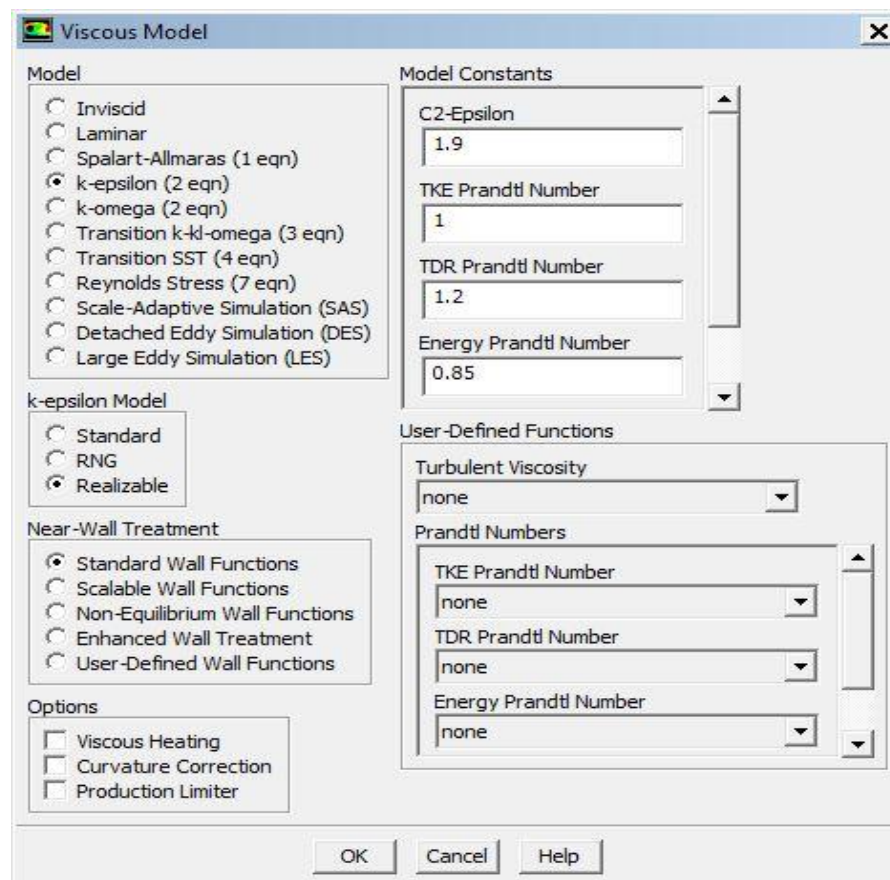 Viscous Model
Model
Inviscid
Laminar
Spalart-Allmaras (1 eqn)
k-epsilon (2 eqn)
k-omega (2 eqn)
Transition k-kl-omega (3 eqn)
Transition SST (4 eqn)
Reynolds Stress (7 eqn)
Scale-Adaptive Simulation (SAS)
Detached Eddy Simulation (DES)
Large Eddy Simulation (LES)
k-epsilon Model
Standard
RNG
Realizable
Near-Wall Treatment
Standard Wall Functions
Scalable Wall Functions
Non-Equilibrium Wall Functions
Enhanced Wall Treatment
User-Defined Wall Functions
Options
Viscous Heating
Curvature Correction
Production Limiter
Model Constants
C2-Epsilon
1.9
TKE Prandtl Number
1
TDR Prandtl Number
1.2
Energy Prandtl Number
0.85
User-Defined Functions
Turbulent Viscosity
none
Prandtl Numbers
TKE Prandtl Number
none
TDR Prandtl Number
none
Energy Prandtl Number
none
OK
Cancel
Help